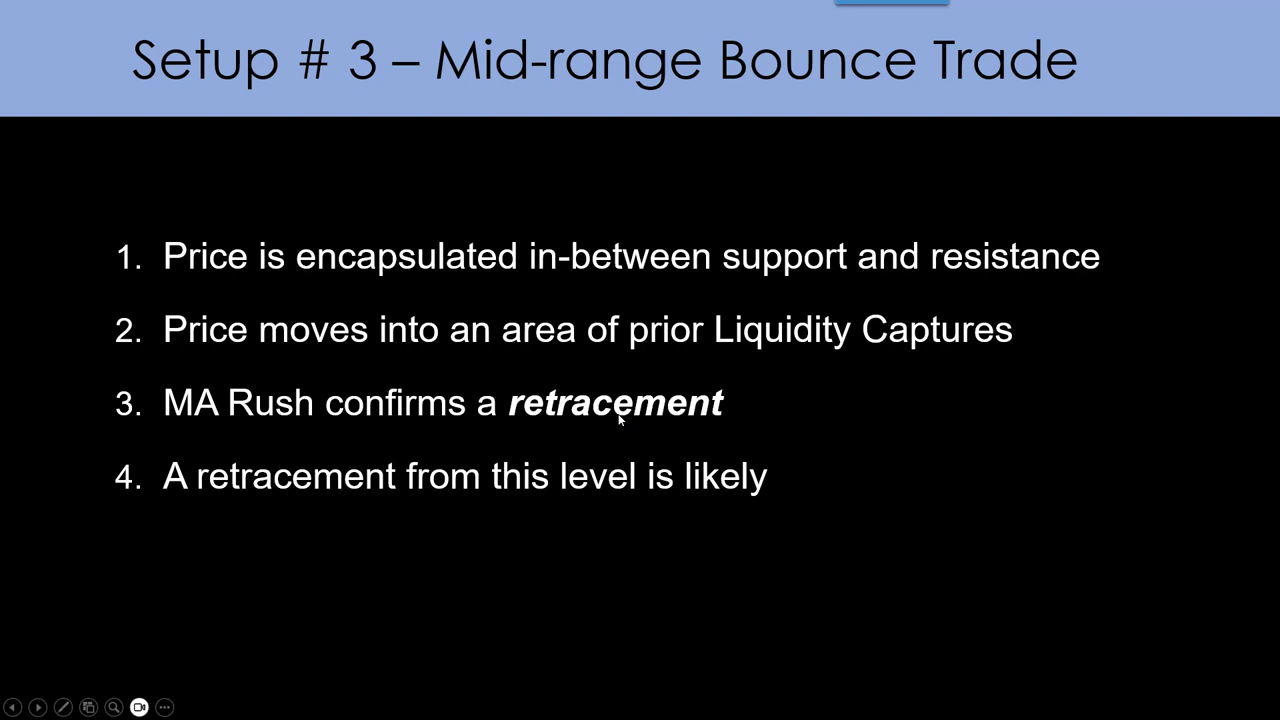 Setup # 3 – Mid-range Bounce Trade
1. Price is encapsulated in-between support and resistance
2. Price moves into an area of prior Liquidity Captures
3. MA Rush confirms a retracement
4. A retracement from this level is likely